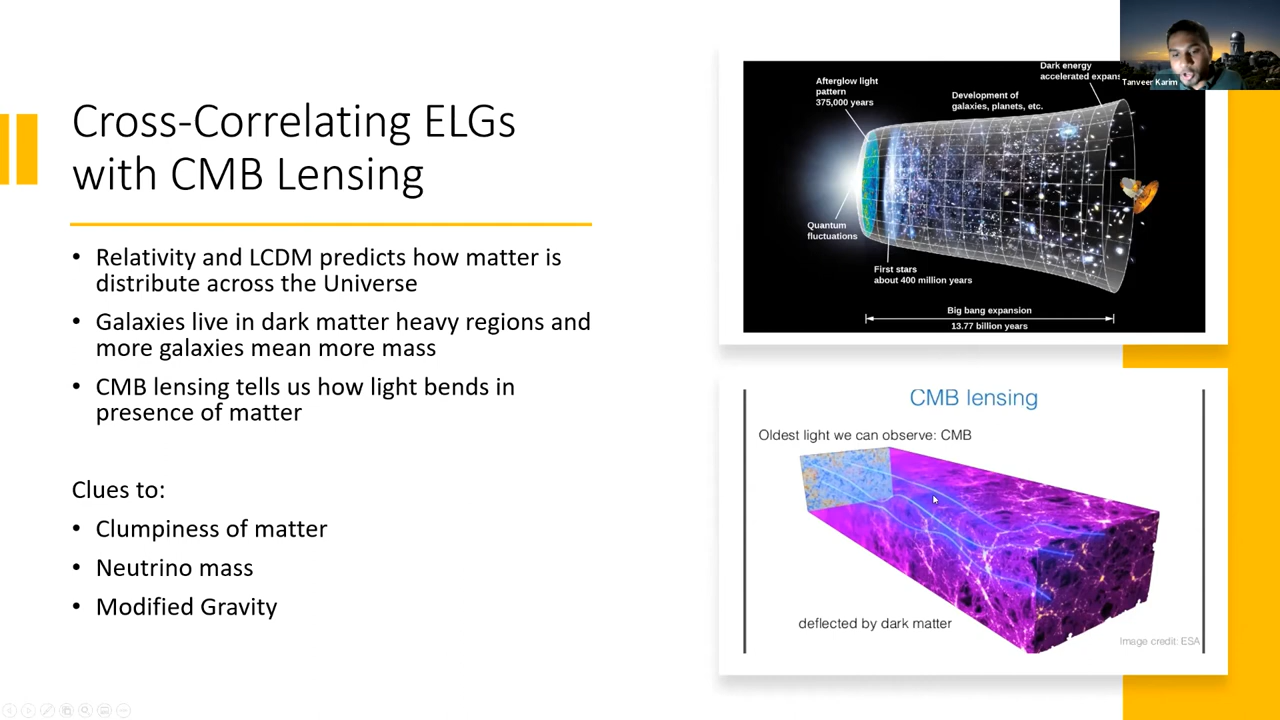 Cross-Correlating ELGs
with CMB Lensing
• Relativity and LCDM predicts how matter is
distribute across the Universe
• Galaxies live in dark matter heavy regions and
more galaxies mean more mass
• CMB lensing tells us how light bends in
presence of matter
Clues to:
• Clumpiness of matter
• Neutrino mass
• Modified Gravity
Dark energy
accelerated expans
Afterglow light
pattern
375,000 years
Development of
galaxies, planets, etc.
Quantum
fluctuations
First stars
about 400 million years
Big bang expansion
13.77 billion years
Tanveer Karim
CMB lensing
Oldest light we can observe: CMB
deflected by dark matter
Image credit: ESA